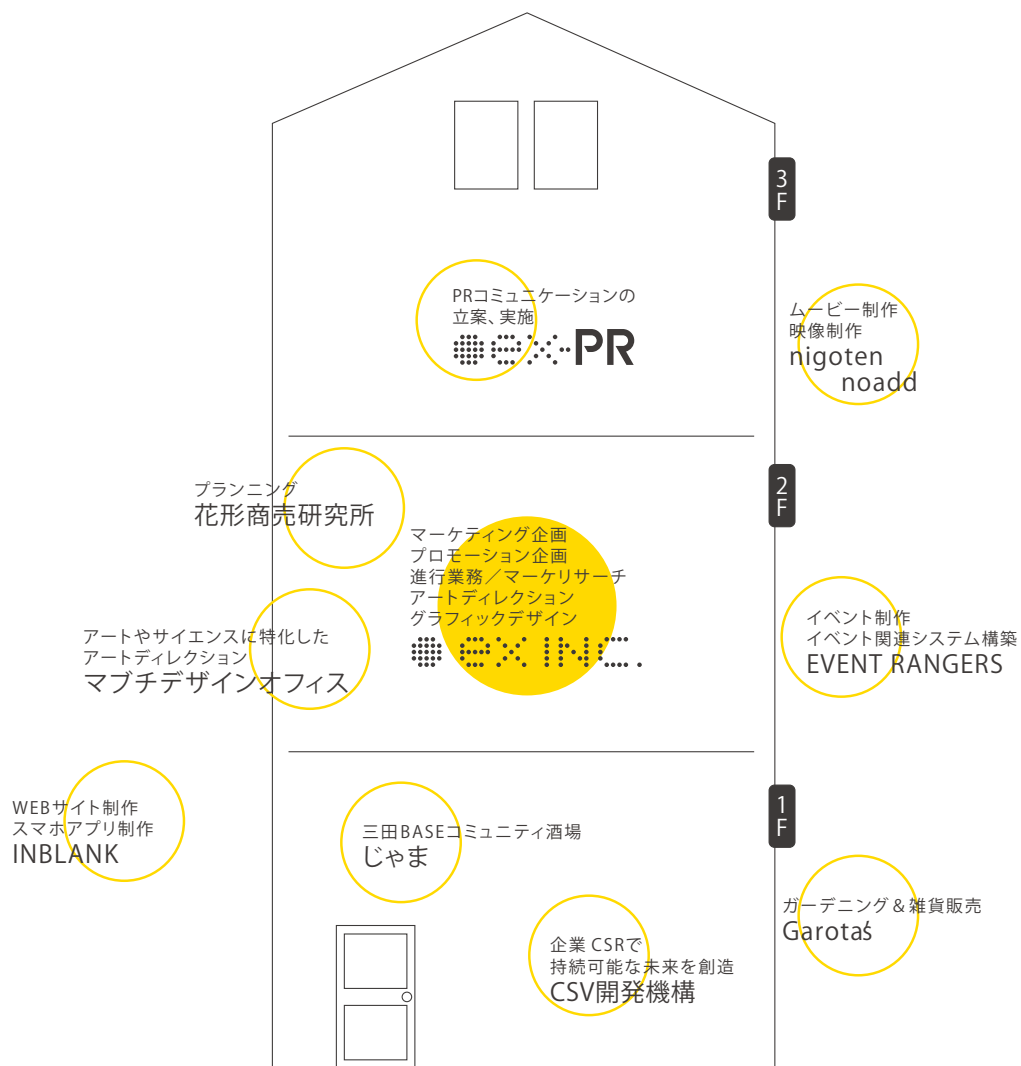 3F
PRコミュニケーションの
立案、実施
ex-PR
ムービー制作
映像制作
nigoten
noadd
2F
プランニング
花形商売研究所
マーケティング企画
プロモーション企画
進行業務／マーケリサーチ
アートディレクション
グラフィックデザイン
ex INC.
アートやサイエンスに特化した
アートディレクション
マブチデザインオフィス
イベント制作
イベント関連システム構築
EVENT RANGERS
1F
WEBサイト制作
スマホアプリ制作
INBLANK
三田BASEコミュニティ酒場
じゃま
ガーデニング＆雑貨販売
Garota's
企業 CSRで
持続可能な未来を創造
CSV開発機構